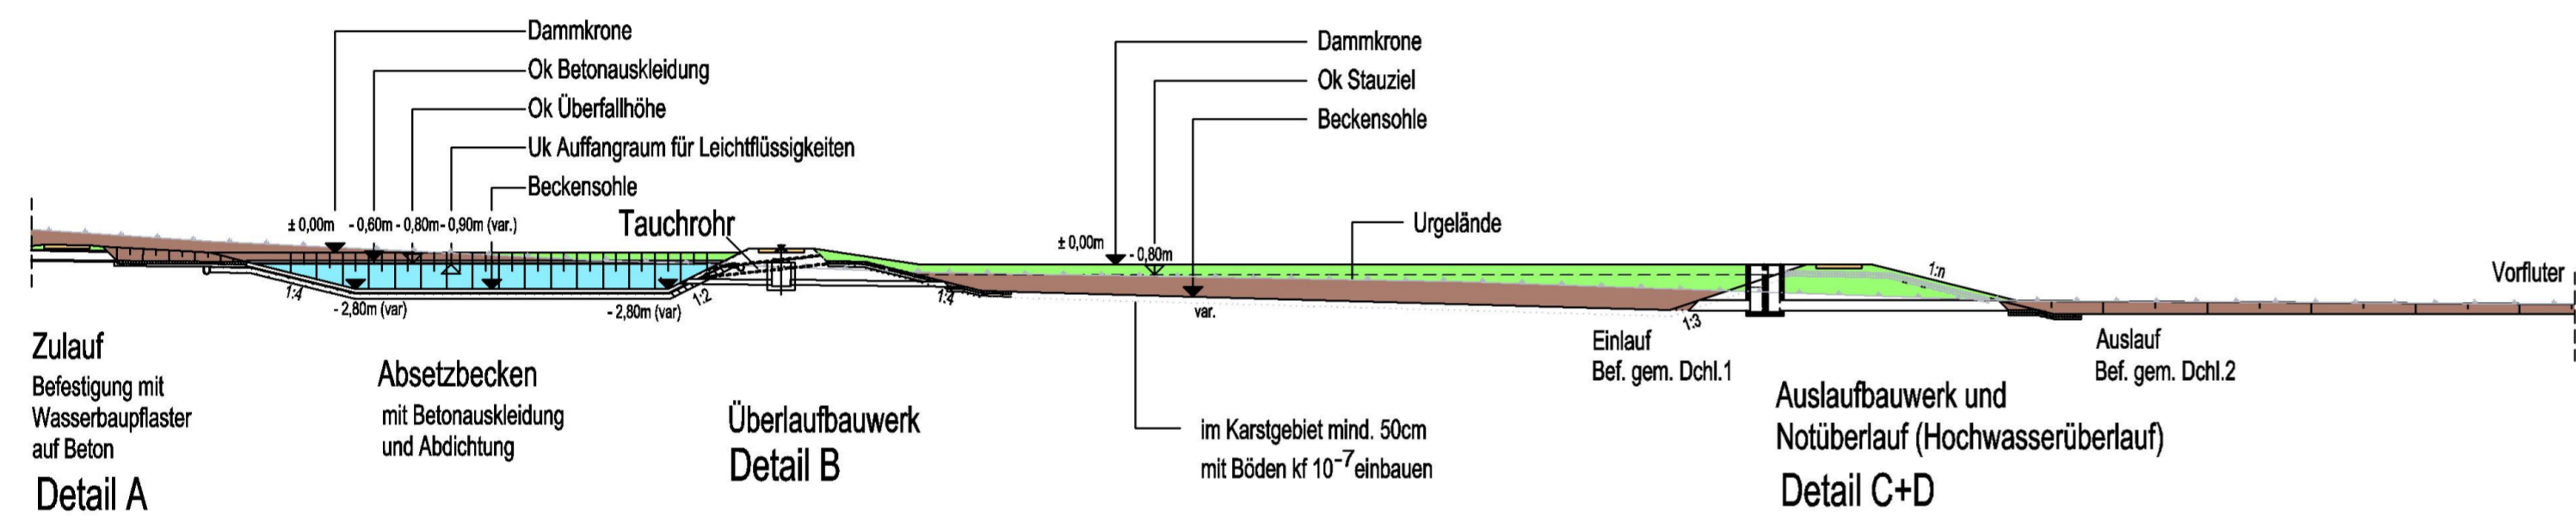 Dammkrone
Ok Betonauskleidung
Ok Überfallhöhe
Uk Auffangraum für Leichtflüssigkeiten
Beckensohle
± 0,00m - 0,60m - 0,80m - 0,90m (var.)
Tauchrohr
1:4
- 2,80m (var)
- 2,80m (var)
1:2
Zulauf
Befestigung mit
Wasserbaupflaster
auf Beton
Detail A
Absetzbecken
mit Betonauskleidung
und Abdichtung
Überlaufbauwerk
Detail B
Dammkrone
Ok Stauziel
Beckensohle
Urgelände
± 0,00m
- 0,80m
1:4
var.
1:3
1:n
Vorfluter
im Karstgebiet mind. 50cm
mit Böden kf 10⁻⁷ einbauen
Einlauf
Bef. gem. Dchl.1
Auslaufbauwerk und
Notüberlauf (Hochwasserüberlauf)
Detail C+D
Auslauf
Bef. gem. Dchl.2